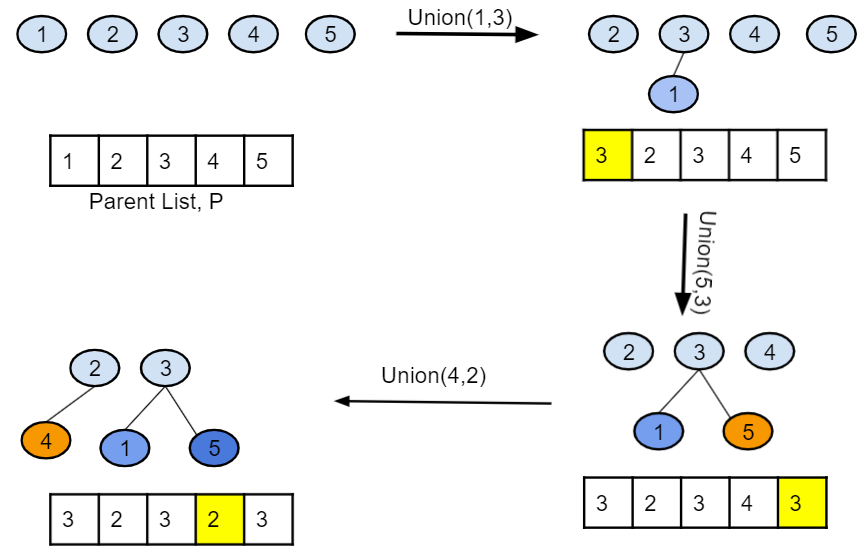 1 2 3 4 5
Union(1,3)
2 3 4 5
1
1 2 3 4 5
Parent List, P
3 2 3 4 5
Union(5,3)
2 3 4
1 5
3 2 3 4 3
Union(4,2)
2 3
4 1 5
3 2 3 2 3